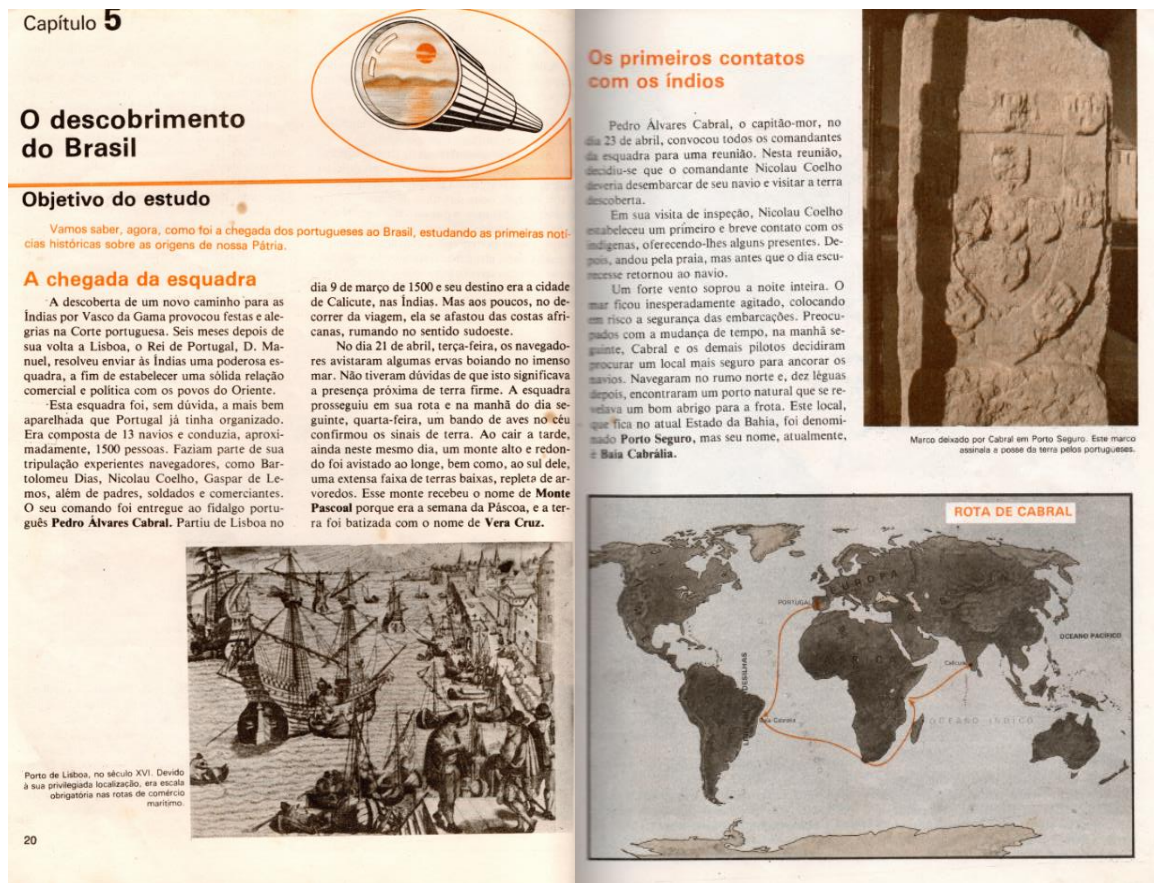 Capítulo 5
O descobrimento
do Brasil
Objetivo do estudo
Vamos saber, agora, como foi a chegada dos portugueses ao Brasil, estudando as primeiras notí-
cias históricas sobre as origens de nossa Pátria.
A chegada da esquadra
A descoberta de um novo caminho para as
Índias por Vasco da Gama provocou festas e ale-
grias na Corte portuguesa. Seis meses depois de
sua volta a Lisboa, o Rei de Portugal, D. Ma-
nuel, resolveu enviar às Índias uma poderosa es-
quadra, a fim de estabelecer uma sólida relação
comercial e política com os povos do Oriente.
Esta esquadra foi, sem dúvida, a mais bem
aparelhada que Portugal já tinha organizado.
Era composta de 13 navios e conduzia, aproxi-
madamente, 1500 pessoas. Faziam parte de sua
tripulação experientes navegadores, como Bar-
tolomeu Dias, Nicolau Coelho, Gaspar de Le-
mos, além de padres, soldados e comerciantes.
O seu comando foi entregue ao fidalgo portu-
guês Pedro Álvares Cabral. Partiu de Lisboa no
dia 9 de março de 1500 e seu destino era a cidade
de Calicute, nas Índias. Mas aos poucos, no de-
correr da viagem, ela se afastou das costas afri-
canas, rumando no sentido sudoeste.
No dia 21 de abril, terça-feira, os navegado-
res avistaram algumas ervas boiando no imenso
mar. Não tiveram dúvidas de que isto significava
a presença próxima de terra firme. A esquadra
prosseguiu em sua rota e na manhã do dia se-
guinte, quarta-feira, um bando de aves no céu
confirmou os sinais de terra. Ao cair a tarde,
ainda neste mesmo dia, um monte alto e redon-
do foi avistado ao longe, bem como, ao sul dele,
uma extensa faixa de terras baixas, repleta de ar-
voredos. Esse monte recebeu o nome de Monte
Pascoal porque era a semana da Páscoa, e a ter-
ra foi batizada com o nome de Vera Cruz.
Porto de Lisboa, no século XVI. Devido
à sua privilegiada localização, era escala
obrigatória nas rotas de comércio
marítimo.
20
Os primeiros contatos
com os índios
Pedro Álvares Cabral, o capitão-mor, no
dia 23 de abril, convocou todos os comandantes
da esquadra para uma reunião. Nesta reunião,
decidiu-se que o comandante Nicolau Coelho
deveria desembarcar de seu navio e visitar a terra
descoberta.
Em sua visita de inspeção, Nicolau Coelho
estabeleceu um primeiro e breve contato com os
indígenas, oferecendo-lhes alguns presentes. De-
pois, andou pela praia, mas antes que o dia escu-
recesse retornou ao navio.
Um forte vento soprou a noite inteira. O
mar ficou inesperadamente agitado, colocando
em risco a segurança das embarcações. Preocu-
pados com a mudança de tempo, na manhã se-
guinte, Cabral e os demais pilotos decidiram
procurar um local mais seguro para ancorar os
navios. Navegaram no rumo norte e, dez léguas
depois, encontraram um porto natural que se re-
velava um bom abrigo para a frota. Este local,
que fica no atual Estado da Bahia, foi denomi-
nado Porto Seguro, mas seu nome, atualmente,
é Baía Cabrália.
Marco deixado por Cabral em Porto Seguro. Este marco
assinala a posse da terra pelos portugueses.
ROTA DE CABRAL
EUROPA
PORTUGAL
OCEANO PACÍFICO
ÁFRICA
Calicute
Baía Cabrália
OCEANO ÍNDICO